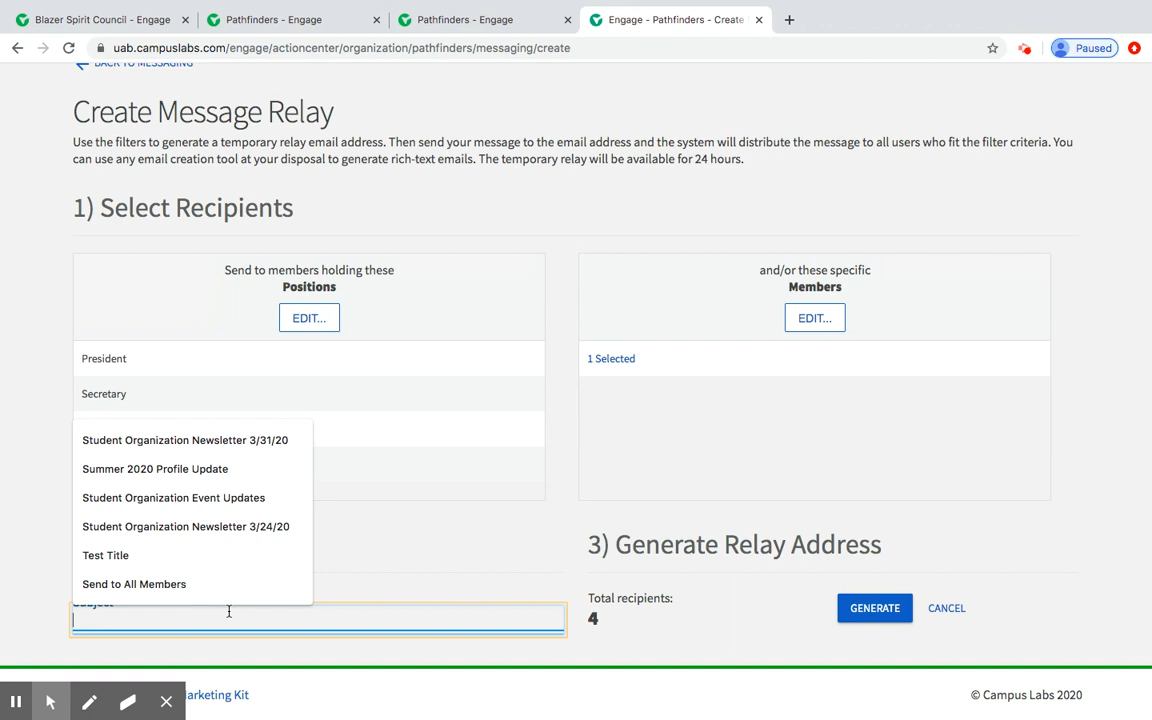 Blazer Spirit Council - Engage
Pathfinders - Engage
Pathfinders - Engage
Engage - Pathfinders - Create
uab.campuslabs.com/engage/actioncenter/organization/pathfinders/messaging/create
Paused
BACK TO MESSAGING
Create Message Relay
Use the filters to generate a temporary relay email address. Then send your message to the email address and the system will distribute the message to all users who fit the filter criteria. You
can use any email creation tool at your disposal to generate rich-text emails. The temporary relay will be available for 24 hours.
1) Select Recipients
Send to members holding these
Positions
EDIT...
President
Secretary
and/or these specific
Members
EDIT...
1 Selected
Student Organization Newsletter 3/31/20
Summer 2020 Profile Update
Student Organization Event Updates
Student Organization Newsletter 3/24/20
Test Title
Send to All Members
Subject
3) Generate Relay Address
Total recipients:
4
GENERATE
CANCEL
Marketing Kit
© Campus Labs 2020